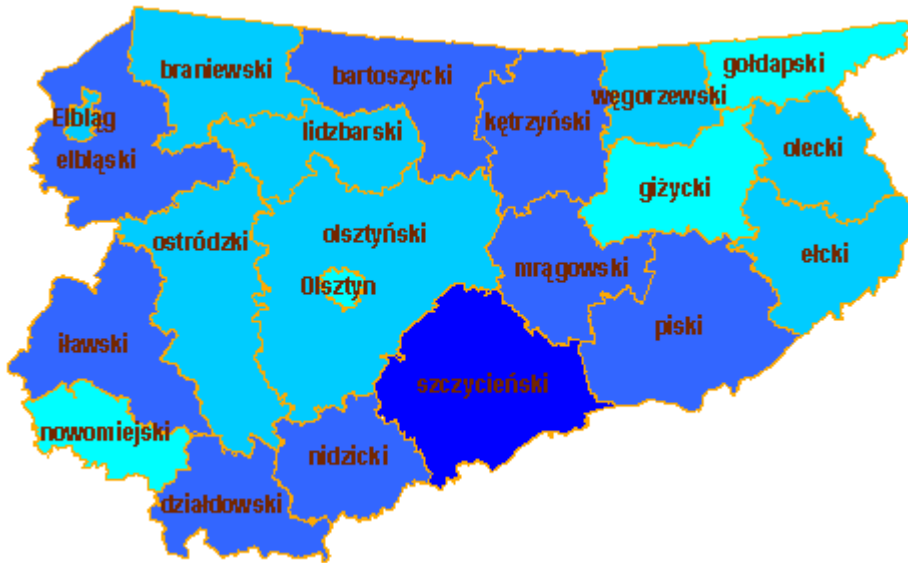 braniewski
bartoszycki
gołdapski
węgorzewski
Elbląg
lidzbarski
kętrzyński
elbląski
olecki
giżycki
ostródzki
olsztyński
ełcki
mrągowski
Olsztyn
iławski
piski
szczycieński
nowomiejski
nidzicki
działdowski